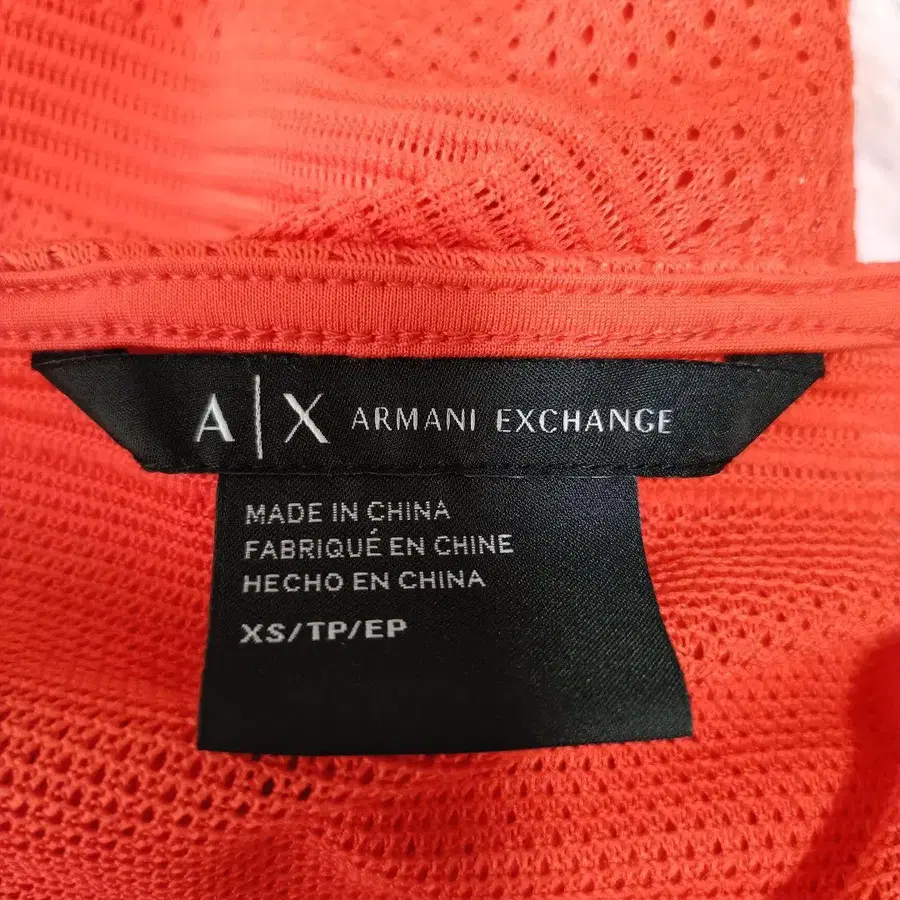 A|X ARMANI EXCHANGE
MADE IN CHINA
FABRIQUÉ EN CHINE
HECHO EN CHINA
XS/TP/EP